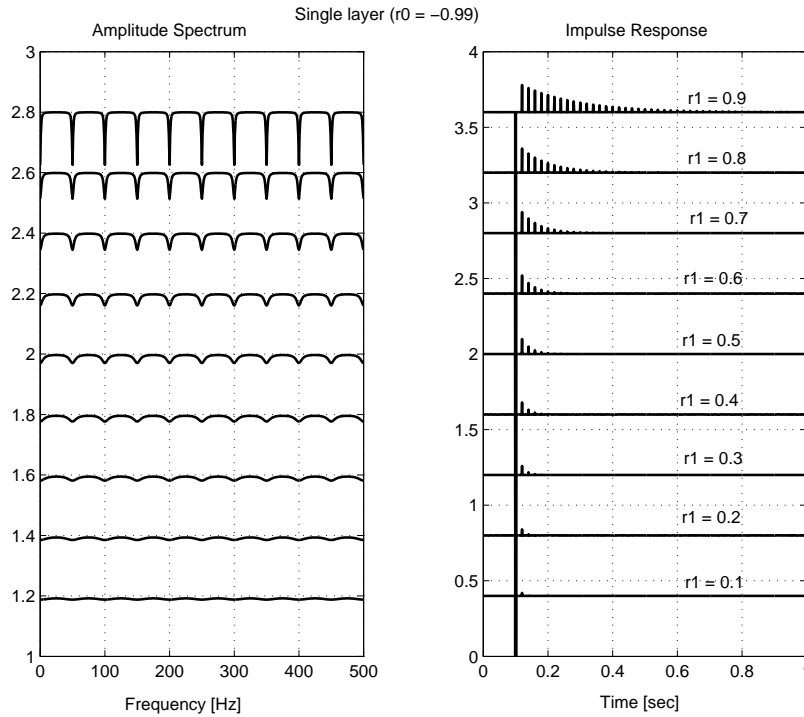 Single layer (r0 = −0.99)
Amplitude Spectrum
3
2.8
2.6
2.4
2.2
2
1.8
1.6
1.4
1.2
1
0
100
200
300
400
500
Frequency [Hz]
Impulse Response
4
3.5
3
2.5
2
1.5
1
0.5
0
r1 = 0.9
r1 = 0.8
r1 = 0.7
r1 = 0.6
r1 = 0.5
r1 = 0.4
r1 = 0.3
r1 = 0.2
r1 = 0.1
0
0.2
0.4
0.6
0.8
Time [sec]